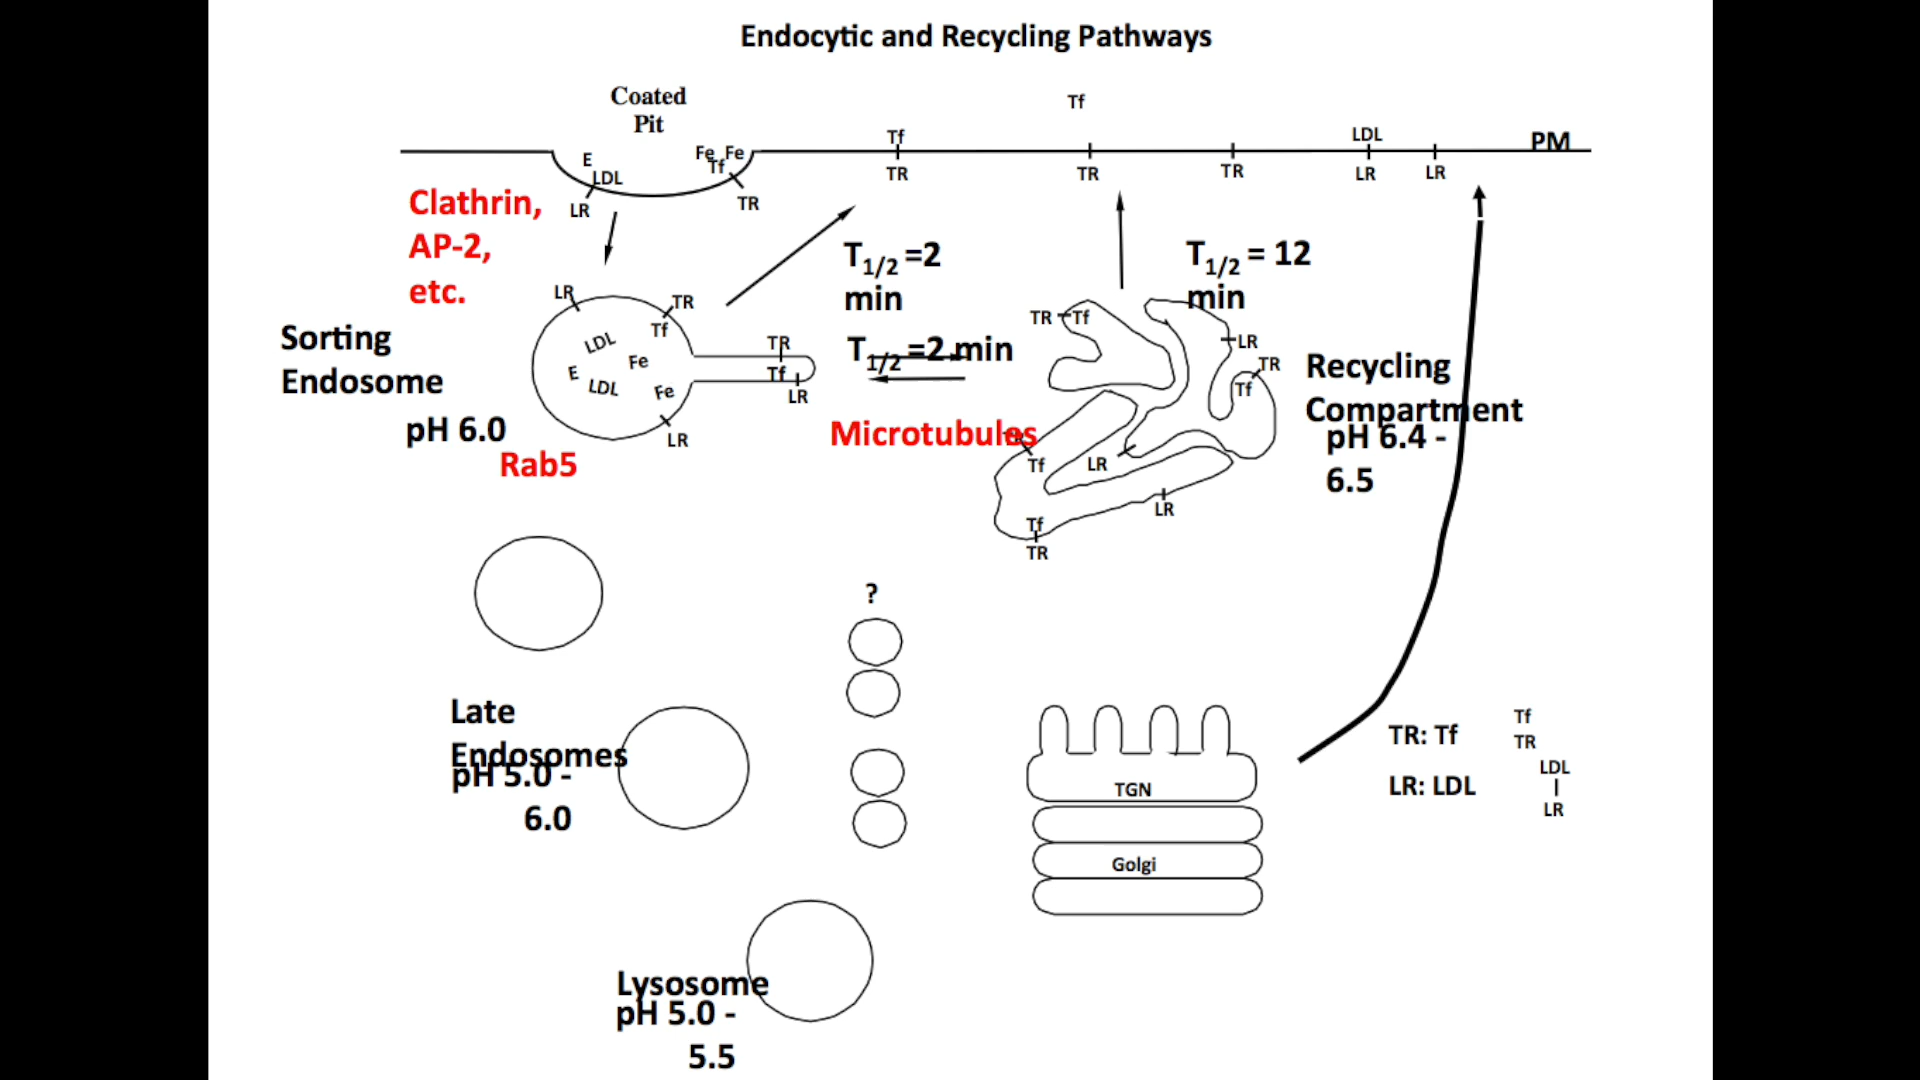 Endocytic and Recycling Pathways
Coated
Pit
Tf
Tf
LDL
PM
E
LDL
Fe Fe
Tf
LR
TR
TR
TR
TR
LR
LR
Clathrin,
AP-2,
etc.
T1/2 =2
min
T1/2 = 12
min
LR
TR
Tf
LDL
Fe
E
LDL
Fe
LR
TR
Tf
LR
Sorting
Endosome
pH 6.0
Rab5
T1/2 =2 min
Microtubules
TR
Tf
LR
TR
Tf
Tf
LR
LR
Tf
TR
Recycling
Compartment
pH 6.4 -
6.5
?
Late
Endosomes
pH 5.0 -
6.0
TGN
Golgi
TR: Tf
Tf
TR
LR: LDL
LDL
LR
Lysosome
pH 5.0 -
5.5